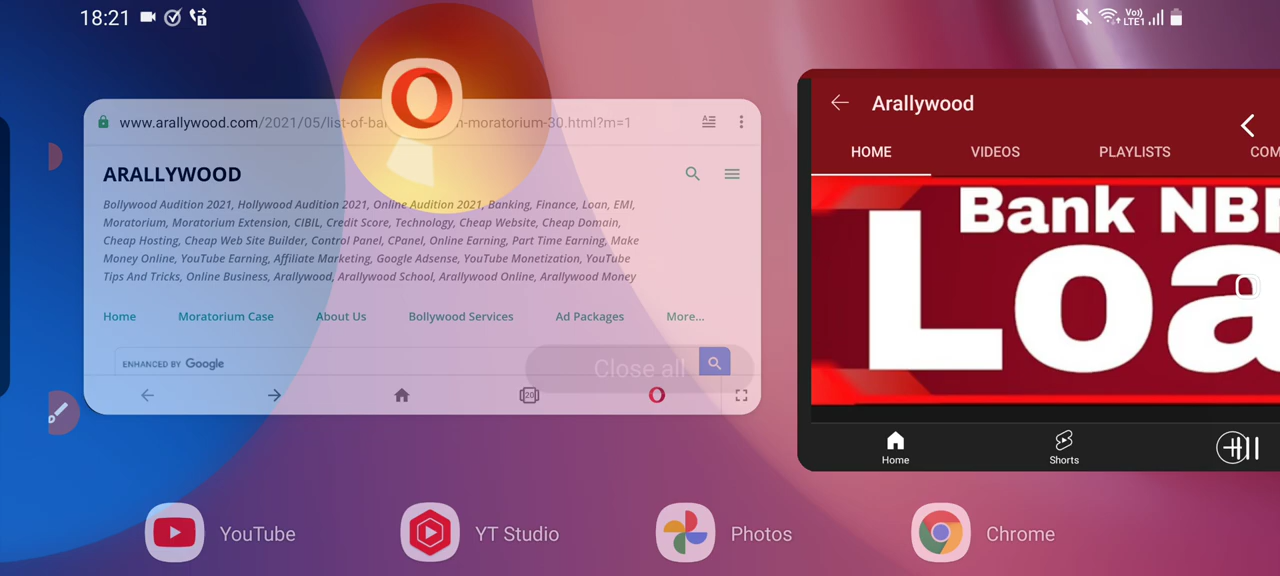 18:21
Vo))
LTE1
www.arallywood.com/2021/05/list-of-ba
m-moratorium-30.html?m=1
ARALLYWOOD
Bollywood Audition 2021, Hollywood Audition 2021, Online Audition 2021, Banking, Finance, Loan, EMI,
Moratorium, Moratorium Extension, CIBIL, Credit Score, Technology, Cheap Website, Cheap Domain,
Cheap Hosting, Cheap Web Site Builder, Control Panel, CPanel, Online Earning, Part Time Earning, Make
Money Online, YouTube Earning, Affiliate Marketing, Google Adsense, YouTube Monetization, YouTube
Tips And Tricks, Online Business, Arallywood, Arallywood School, Arallywood Online, Arallywood Money
Home Moratorium Case About Us Bollywood Services Ad Packages More...
ENHANCED BY Google
Close all
20
Arallywood
HOME VIDEOS PLAYLISTS COM
Bank NBF
Loa
Home Shorts
YouTube YT Studio Photos Chrome